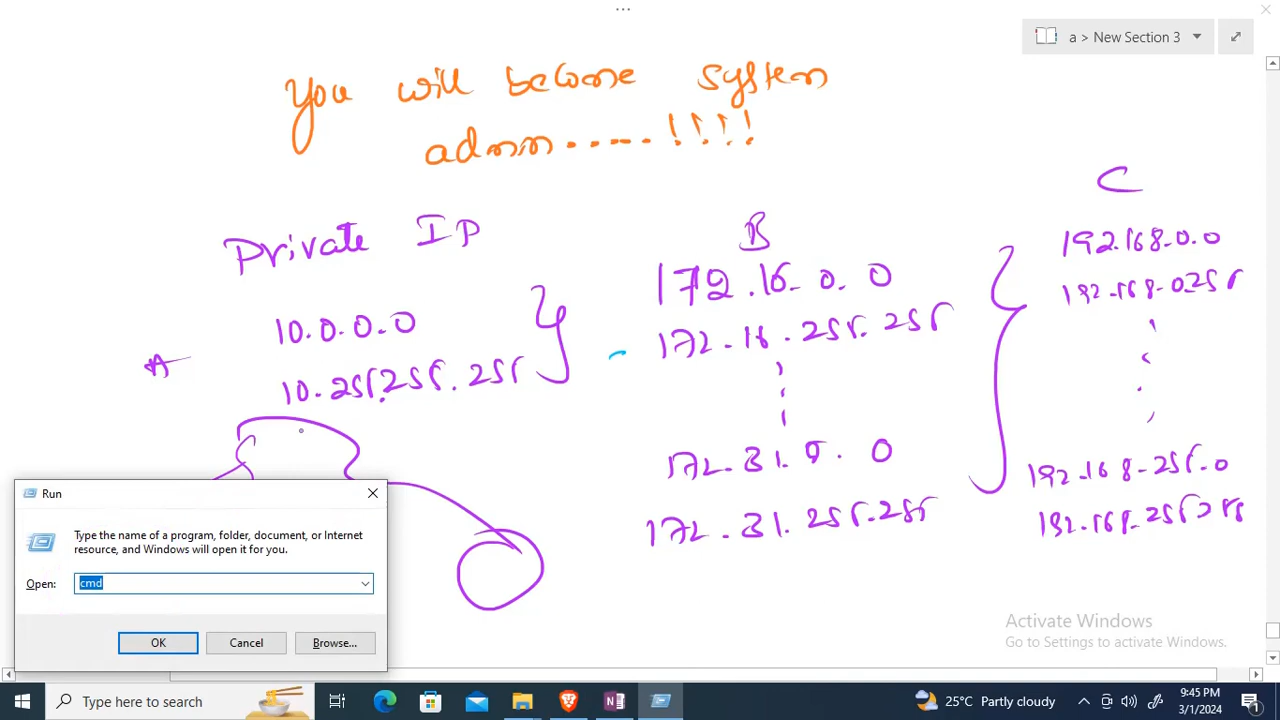 a > New Section 3
You will become system
admin.....!!!!
Private IP
A
10.0.0.0
10.255.255.255
B
172.16.0.0
172.16.255.255
172.31.0.0
172.31.255.255
C
192.168.0.0
192.168.0.255
192.168.255.0
192.168.255.255
Run
Type the name of a program, folder, document, or Internet
resource, and Windows will open it for you.
Open: cmd
OK Cancel Browse...
Activate Windows
Go to Settings to activate Windows.
Type here to search
25°C Partly cloudy
9:45 PM
3/1/2024
1